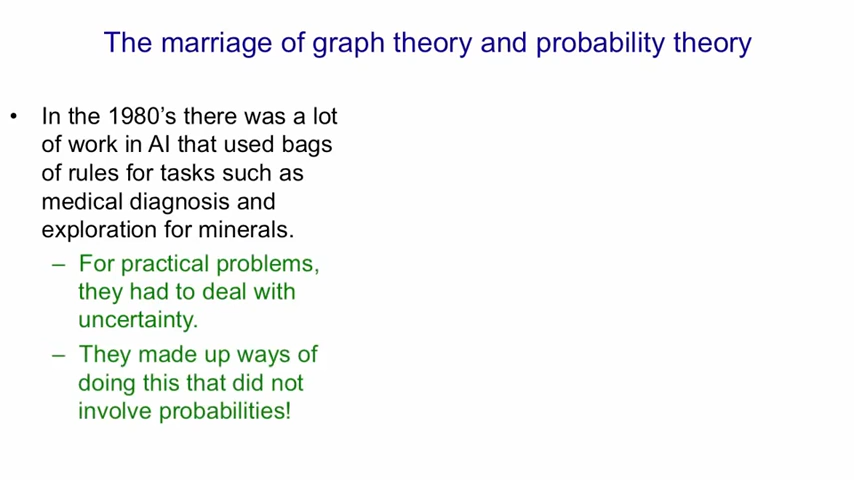 The marriage of graph theory and probability theory
• In the 1980's there was a lot
of work in AI that used bags
of rules for tasks such as
medical diagnosis and
exploration for minerals.
– For practical problems,
they had to deal with
uncertainty.
– They made up ways of
doing this that did not
involve probabilities!